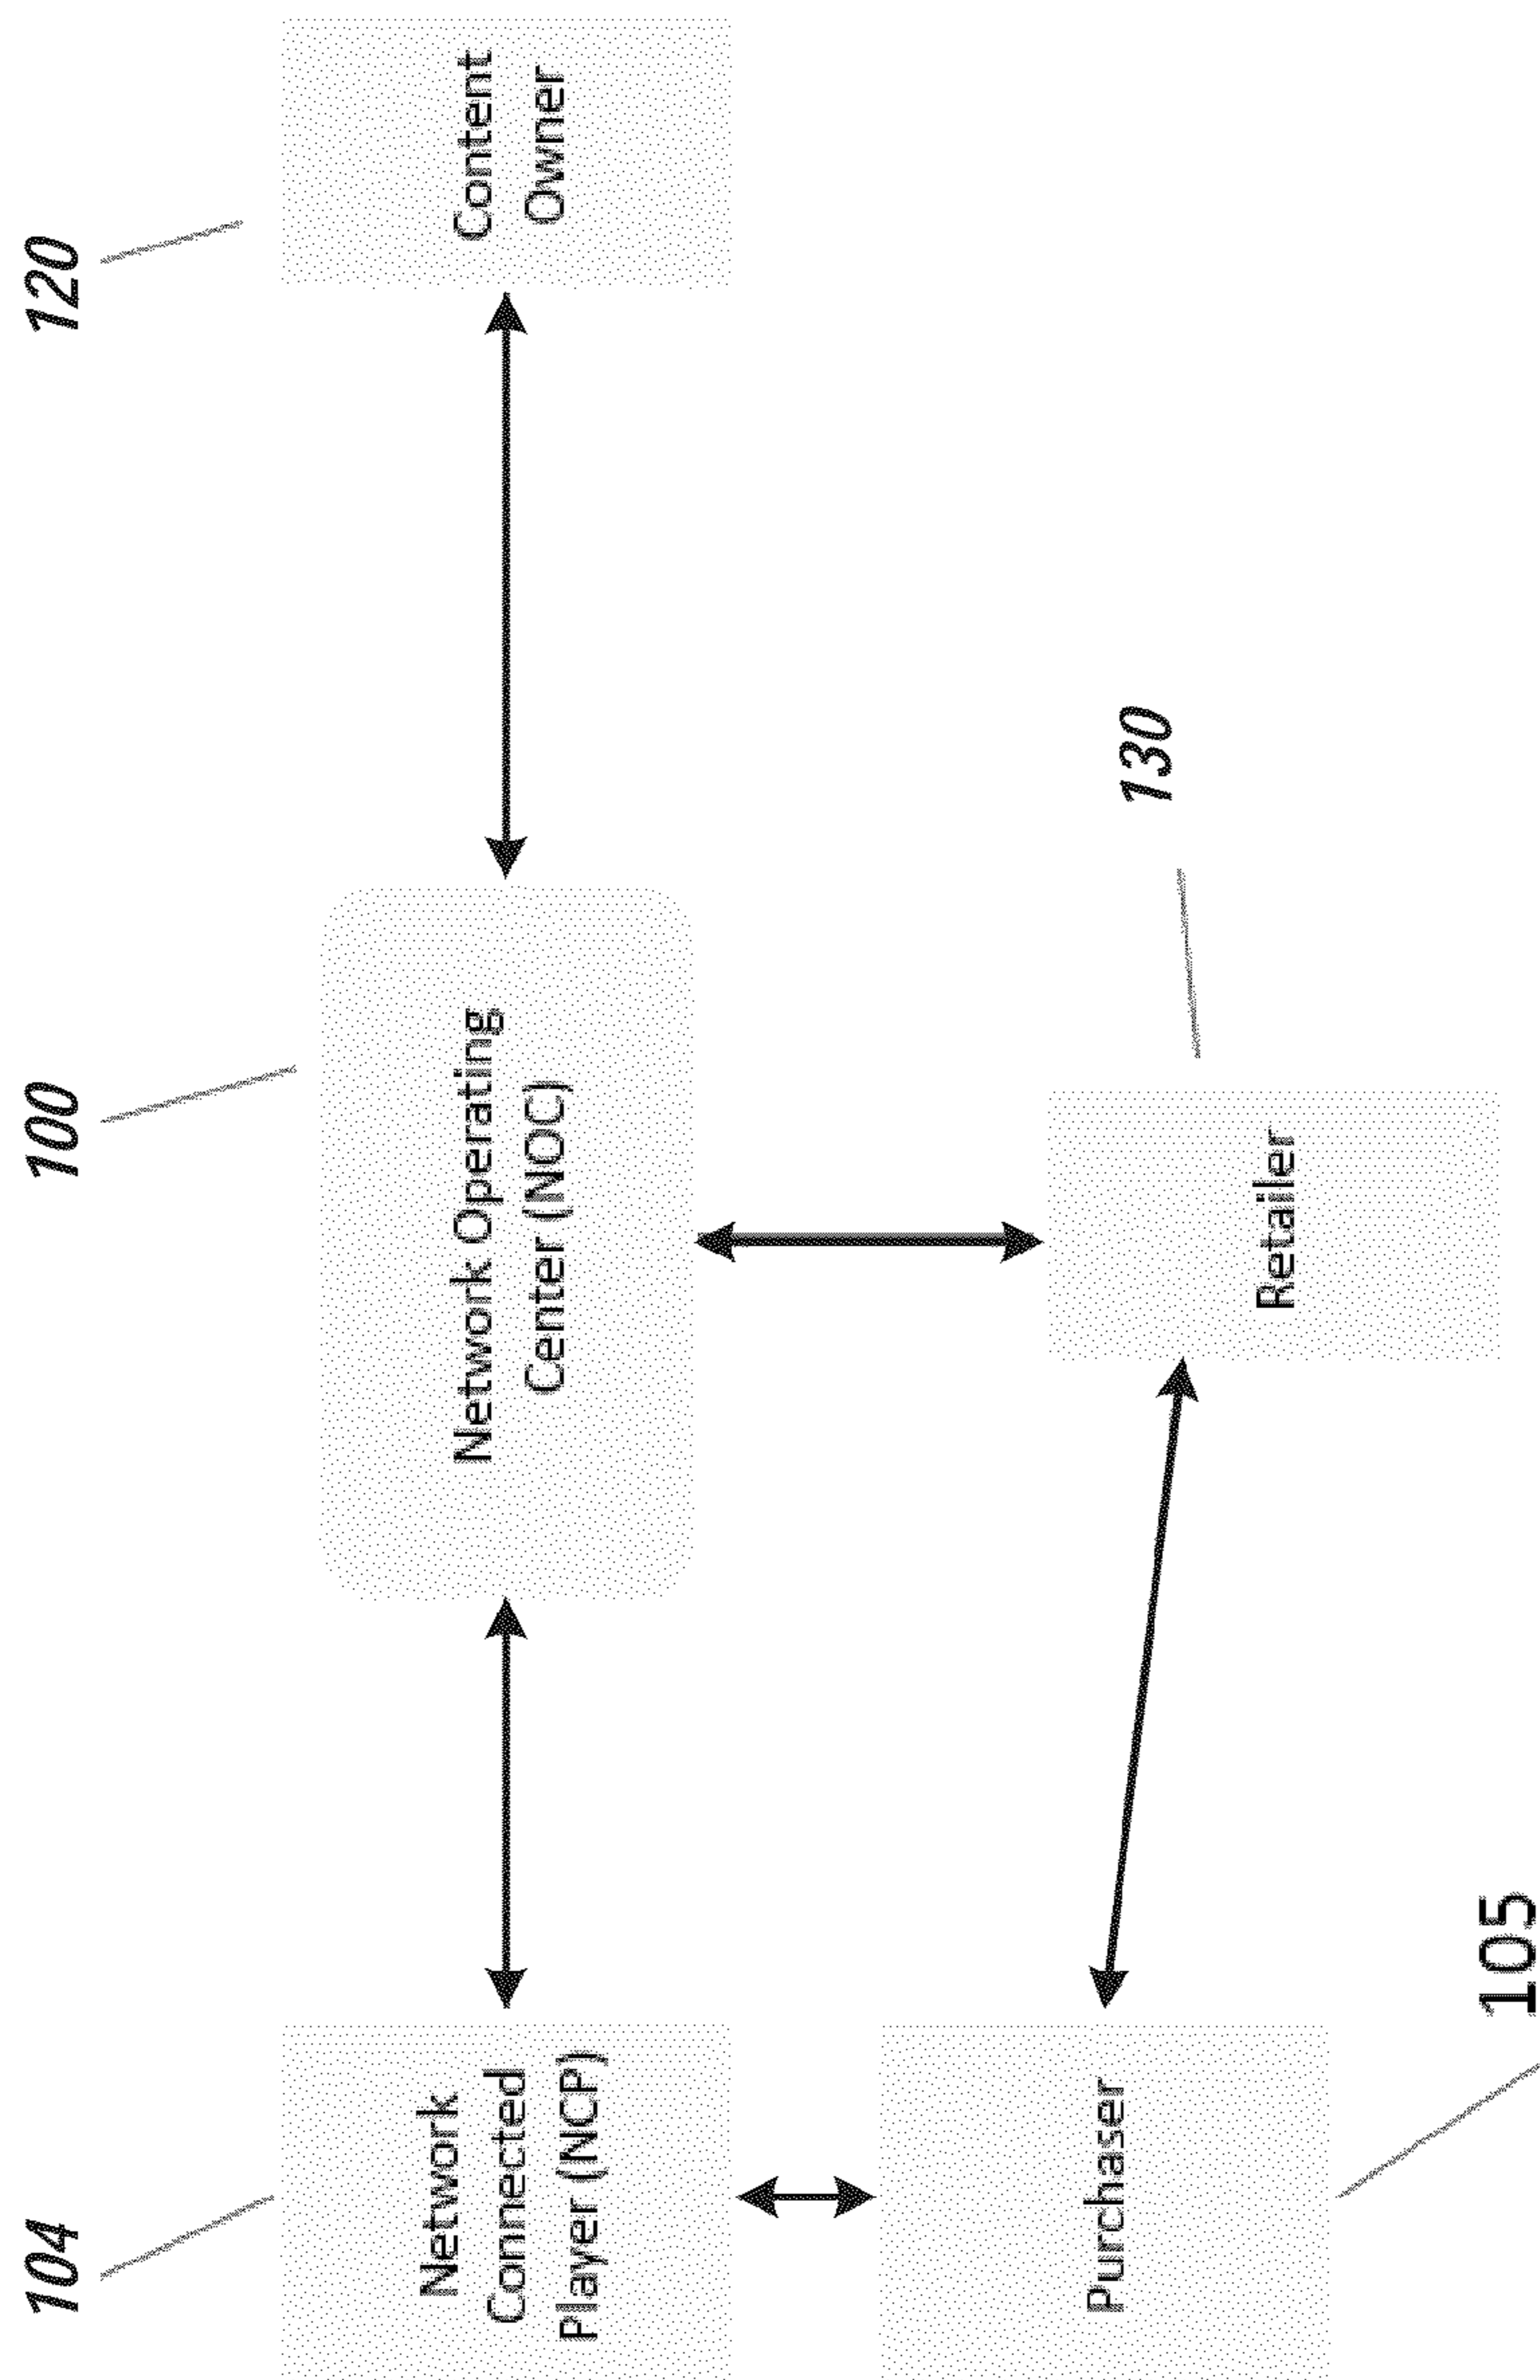 104
100
120
Network
Connected
Player (NCP)
Network Operating
Center (NOC)
Content
Owner
130
Purchaser
Retailer
105